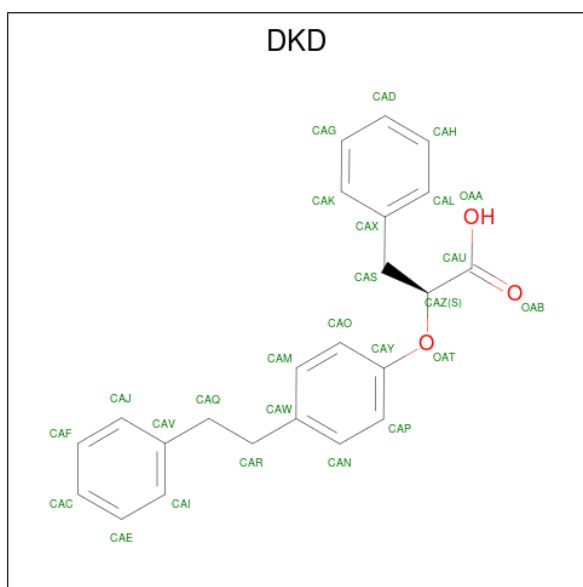 DKD
CAD
CAG CAH
CAK CAL OAA
OH
CAX
CAU
CAS
O
CAZ(S) OAB
CAO
CAY O
OAT
CAM
CAJ CAQ CAW CAP
CAF CAV
CAR CAN
CAC CAI
CAE